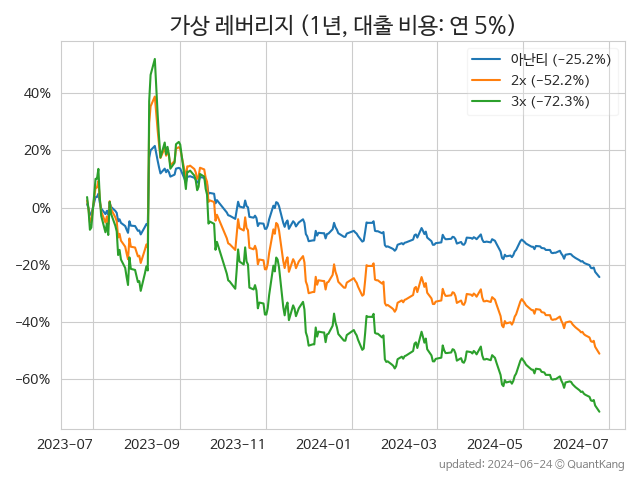 가상 레버리지 (1년, 대출 비용: 연 5%)
아난티 (−25.2%)
2x (−52.2%)
3x (−72.3%)
40%
20%
0%
−20%
−40%
−60%
2023−07 2023−09 2023−11 2024−01 2024−03 2024−05 2024−07
updated: 2024-06-24 © QuantKang